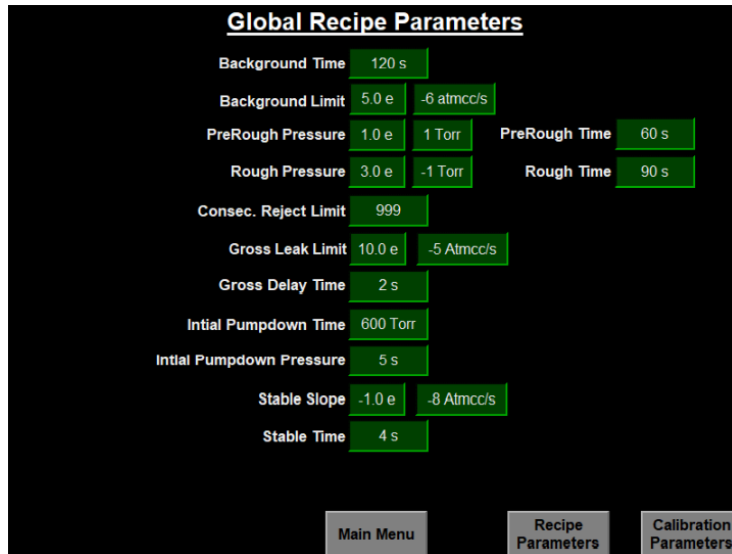 Global Recipe Parameters
Background Time 120 s
Background Limit 5.0 e -6 atmcc/s
PreRough Pressure 1.0 e 1 Torr PreRough Time 60 s
Rough Pressure 3.0 e -1 Torr Rough Time 90 s
Consec. Reject Limit 999
Gross Leak Limit 10.0 e -5 Atmcc/s
Gross Delay Time 2 s
Intial Pumpdown Time 600 Torr
Intial Pumpdown Pressure 5 s
Stable Slope -1.0 e -8 Atmcc/s
Stable Time 4 s
Main Menu
Recipe
Parameters
Calibration
Parameters